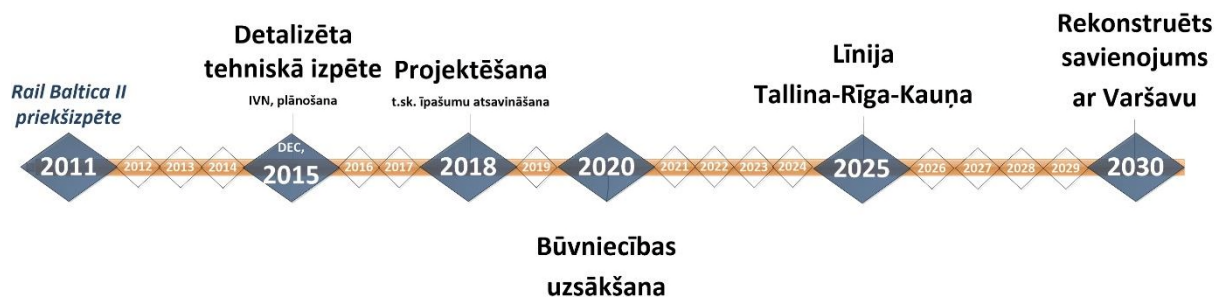 Rail Baltica II
priekšizpēte
Detalizēta
tehniskā izpēte
IVN, plānošana
Projektēšana
t.sk. īpašumu atsavināšana
Līnija
Tallina-Rīga-Kauņa
Rekonstruēts
savienojums
ar Varšavu
2011
2012
2013
2014
DEC,
2015
2016
2017
2018
2019
2020
2021
2022
2023
2024
2025
2026
2027
2028
2029
2030
Būvniecības
uzsākšana